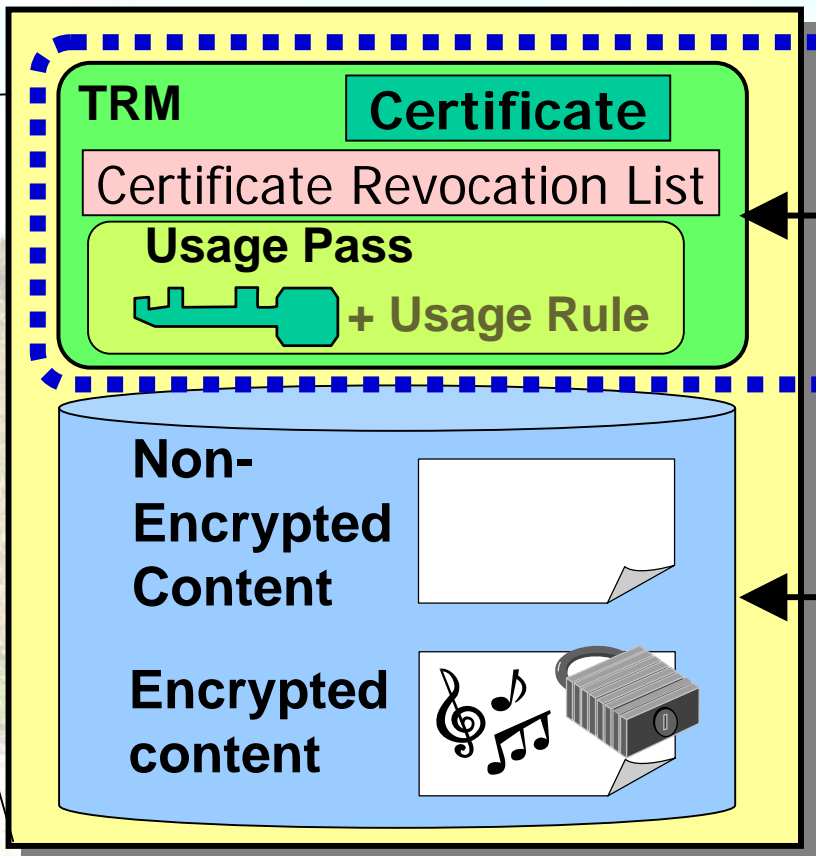 TRM
Certificate
Certificate Revocation List
Usage Pass
+ Usage Rule
Non-
Encrypted
Content
Encrypted
content